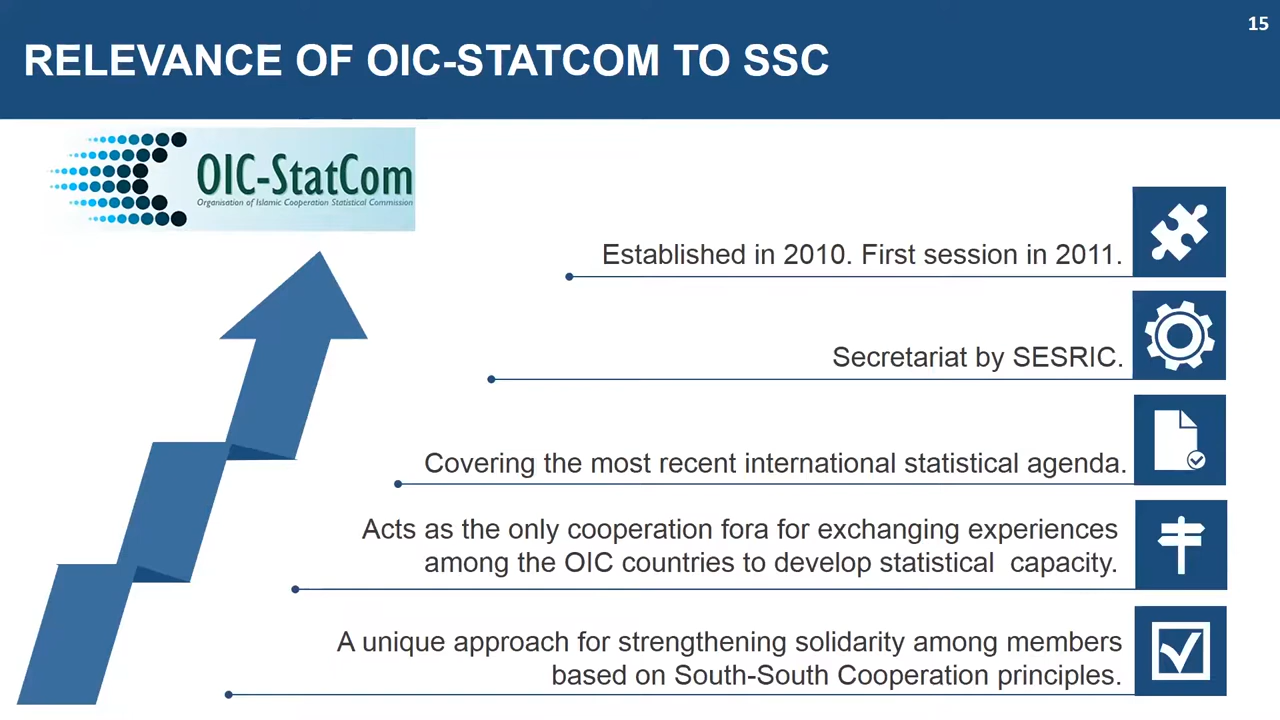 15
RELEVANCE OF OIC-STATCOM TO SSC
OIC-StatCom
Organisation of Islamic Cooperation Statistical Commission
Established in 2010. First session in 2011.
Secretariat by SESRIC.
Covering the most recent international statistical agenda.
Acts as the only cooperation fora for exchanging experiences
among the OIC countries to develop statistical  capacity.
A unique approach for strengthening solidarity among members
based on South-South Cooperation principles.